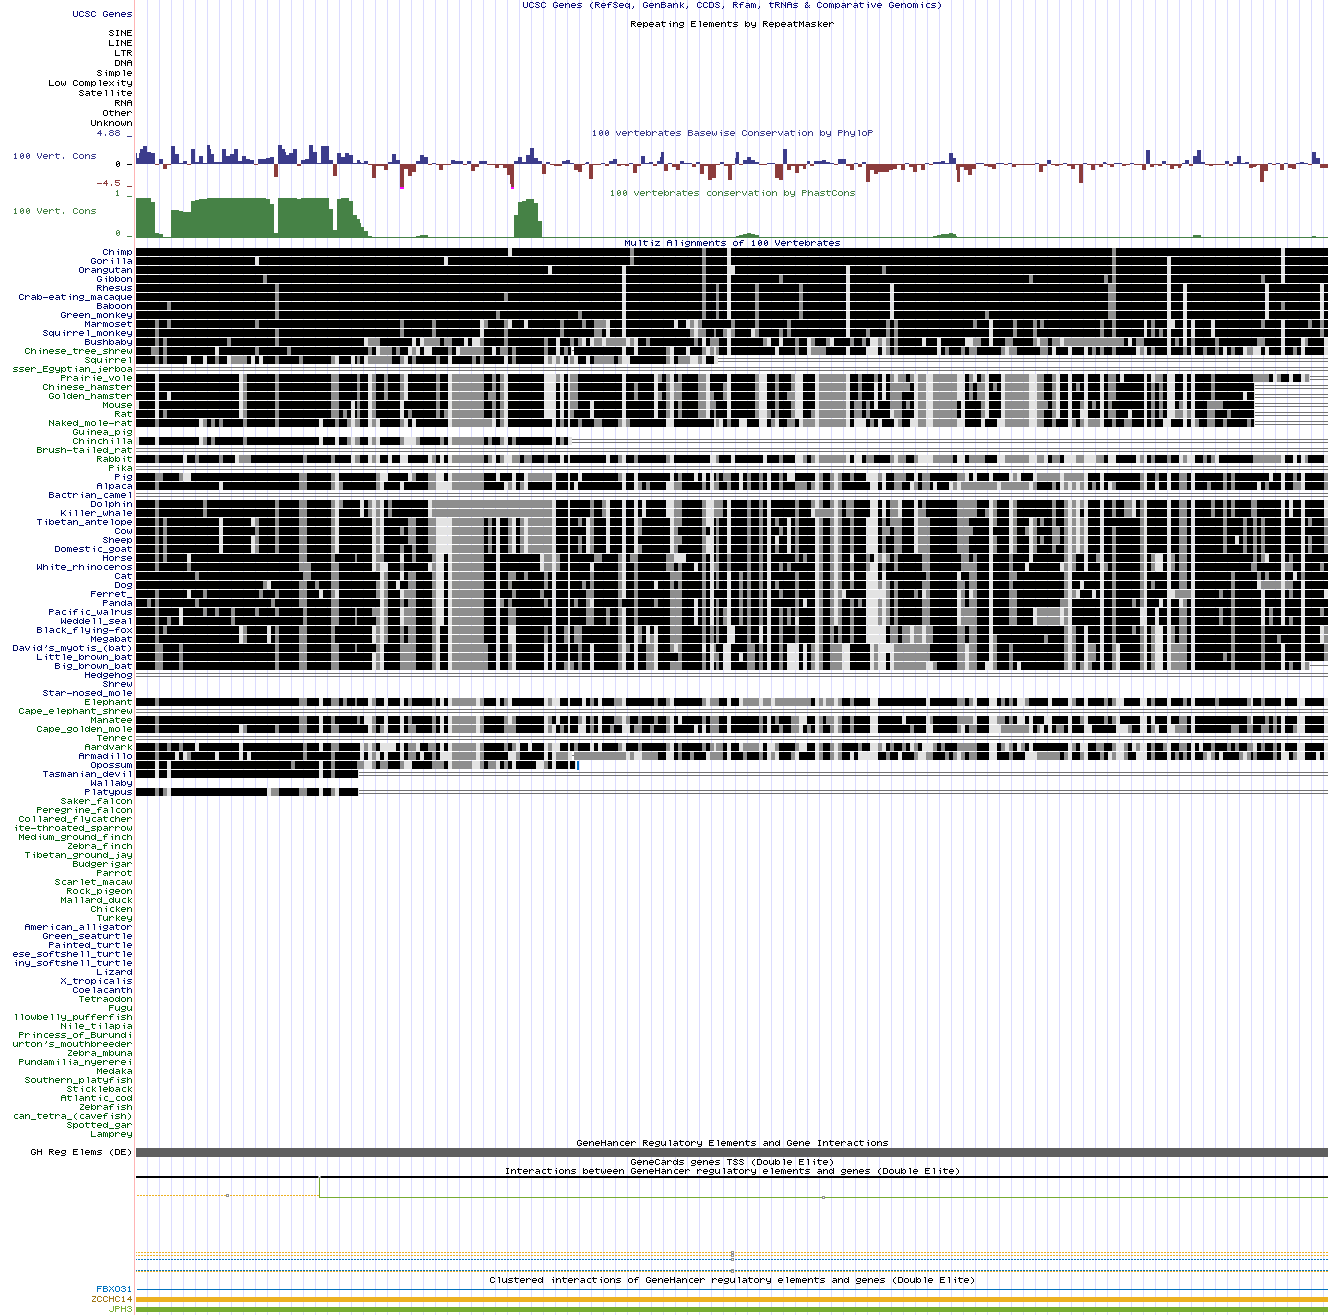 UCSC Genes (RefSeq, GenBank, CCDS, Rfam, tRNAs & Comparative Genomics)
UCSC Genes
Repeating Elements by RepeatMasker
SINE
LINE
LTR
DNA
Simple
Low Complexity
Satellite
RNA
Other
Unknown
4.88 _
100 vertebrates Basewise Conservation by PhyloP
100 Vert. Cons
0 _
-4.5 _
100 vertebrates conservation by PhastCons
1 _
100 Vert. Cons
0 _
Multiz Alignments of 100 Vertebrates
Chimp
Gorilla
Orangutan
Gibbon
Rhesus
Crab-eating_macaque
Baboon
Green_monkey
Marmoset
Squirrel_monkey
Bushbaby
Chinese_tree_shrew
Squirrel
sser_Egyptian_jerboa
Prairie_vole
Chinese_hamster
Golden_hamster
Mouse
Rat
Naked_mole-rat
Guinea_pig
Chinchilla
Brush-tailed_rat
Rabbit
Pika
Pig
Alpaca
Bactrian_camel
Dolphin
Killer_whale
Tibetan_antelope
Cow
Sheep
Domestic_goat
Horse
White_rhinoceros
Cat
Dog
Ferret_
Panda
Pacific_walrus
Weddell_seal
Black_flying-fox
Megabat
David's_myotis_(bat)
Little_brown_bat
Big_brown_bat
Hedgehog
Shrew
Star-nosed_mole
Elephant
Cape_elephant_shrew
Manatee
Cape_golden_mole
Tenrec
Aardvark
Armadillo
Opossum
Tasmanian_devil
Wallaby
Platypus
Saker_falcon
Peregrine_falcon
Collared_flycatcher
ite-throated_sparrow
Medium_ground_finch
Zebra_finch
Tibetan_ground_jay
Budgerigar
Parrot
Scarlet_macaw
Rock_pigeon
Mallard_duck
Chicken
Turkey
American_alligator
Green_seaturtle
Painted_turtle
ese_softshell_turtle
iny_softshell_turtle
Lizard
X_tropicalis
Coelacanth
Tetraodon
Fugu
llowbelly_pufferfish
Nile_tilapia
Princess_of_Burundi
urton's_mouthbreeder
Zebra_mbuna
Pundamilia_nyererei
Medaka
Southern_platyfish
Stickleback
Atlantic_cod
Zebrafish
can_tetra_(cavefish)
Spotted_gar
Lamprey
GeneHancer Regulatory Elements and Gene Interactions
GH Reg Elems (DE)
GeneCards genes TSS (Double Elite)
Interactions between GeneHancer regulatory elements and genes (Double Elite)
Clustered interactions of GeneHancer regulatory elements and genes (Double Elite)
FBXO31
ZCCHC14
JPH3